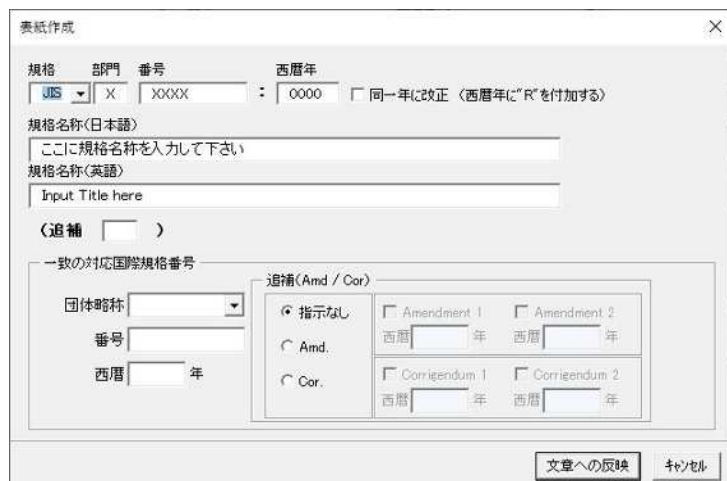 表紙作成
規格 部門 番号 西暦年
JIS X XXXX : 0000 同一年に改正 (西暦年に"R"を付加する)
規格名称(日本語)
ここに規格名称を入力して下さい
規格名称(英語)
Input Title here
(追補 )
一致の対応国際規格番号
団体略称
番号
西暦 年
追補(Amd / Cor)
指示なし
Amd.
Cor.
Amendment 1 Amendment 2
西暦 年 西暦 年
Corrigendum 1 Corrigendum 2
西暦 年 西暦 年
文章への反映 キャンセル